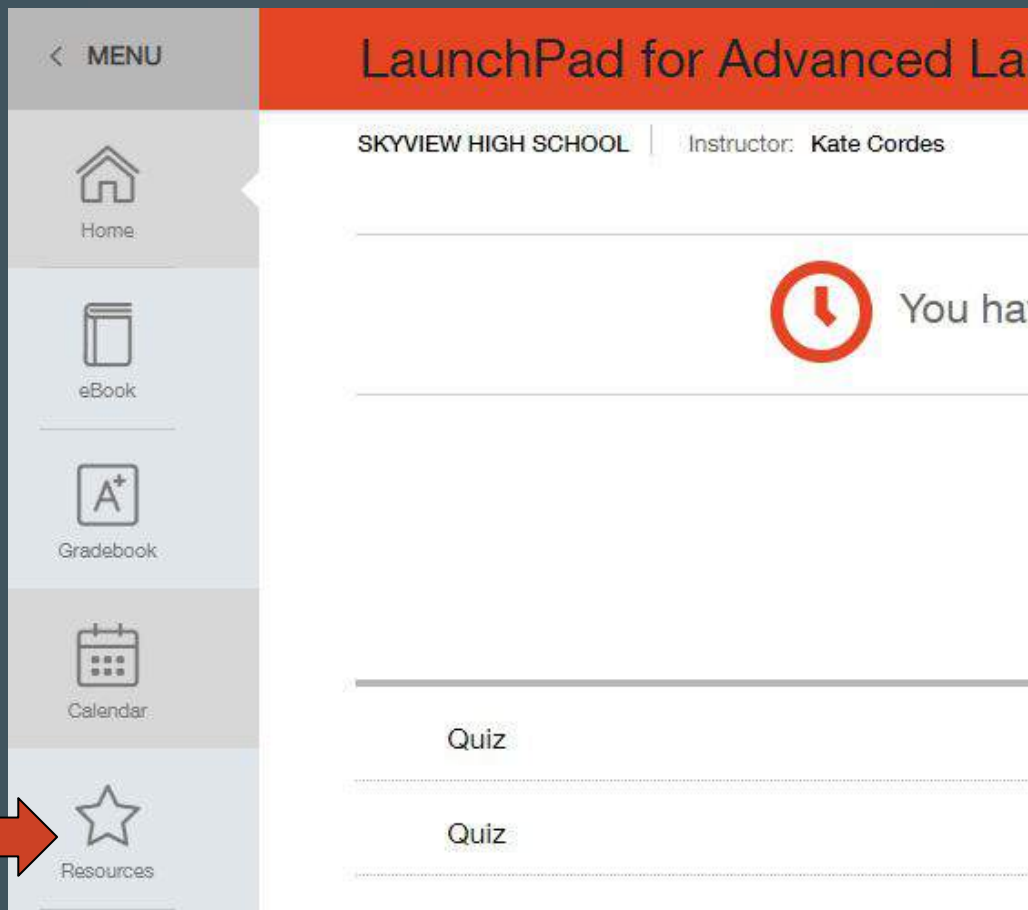 < MENU
LaunchPad for Advanced La
SKYVIEW HIGH SCHOOL | Instructor: Kate Cordes
Home
You ha
eBook
A+
Gradebook
Calendar
Quiz
Quiz
Resources